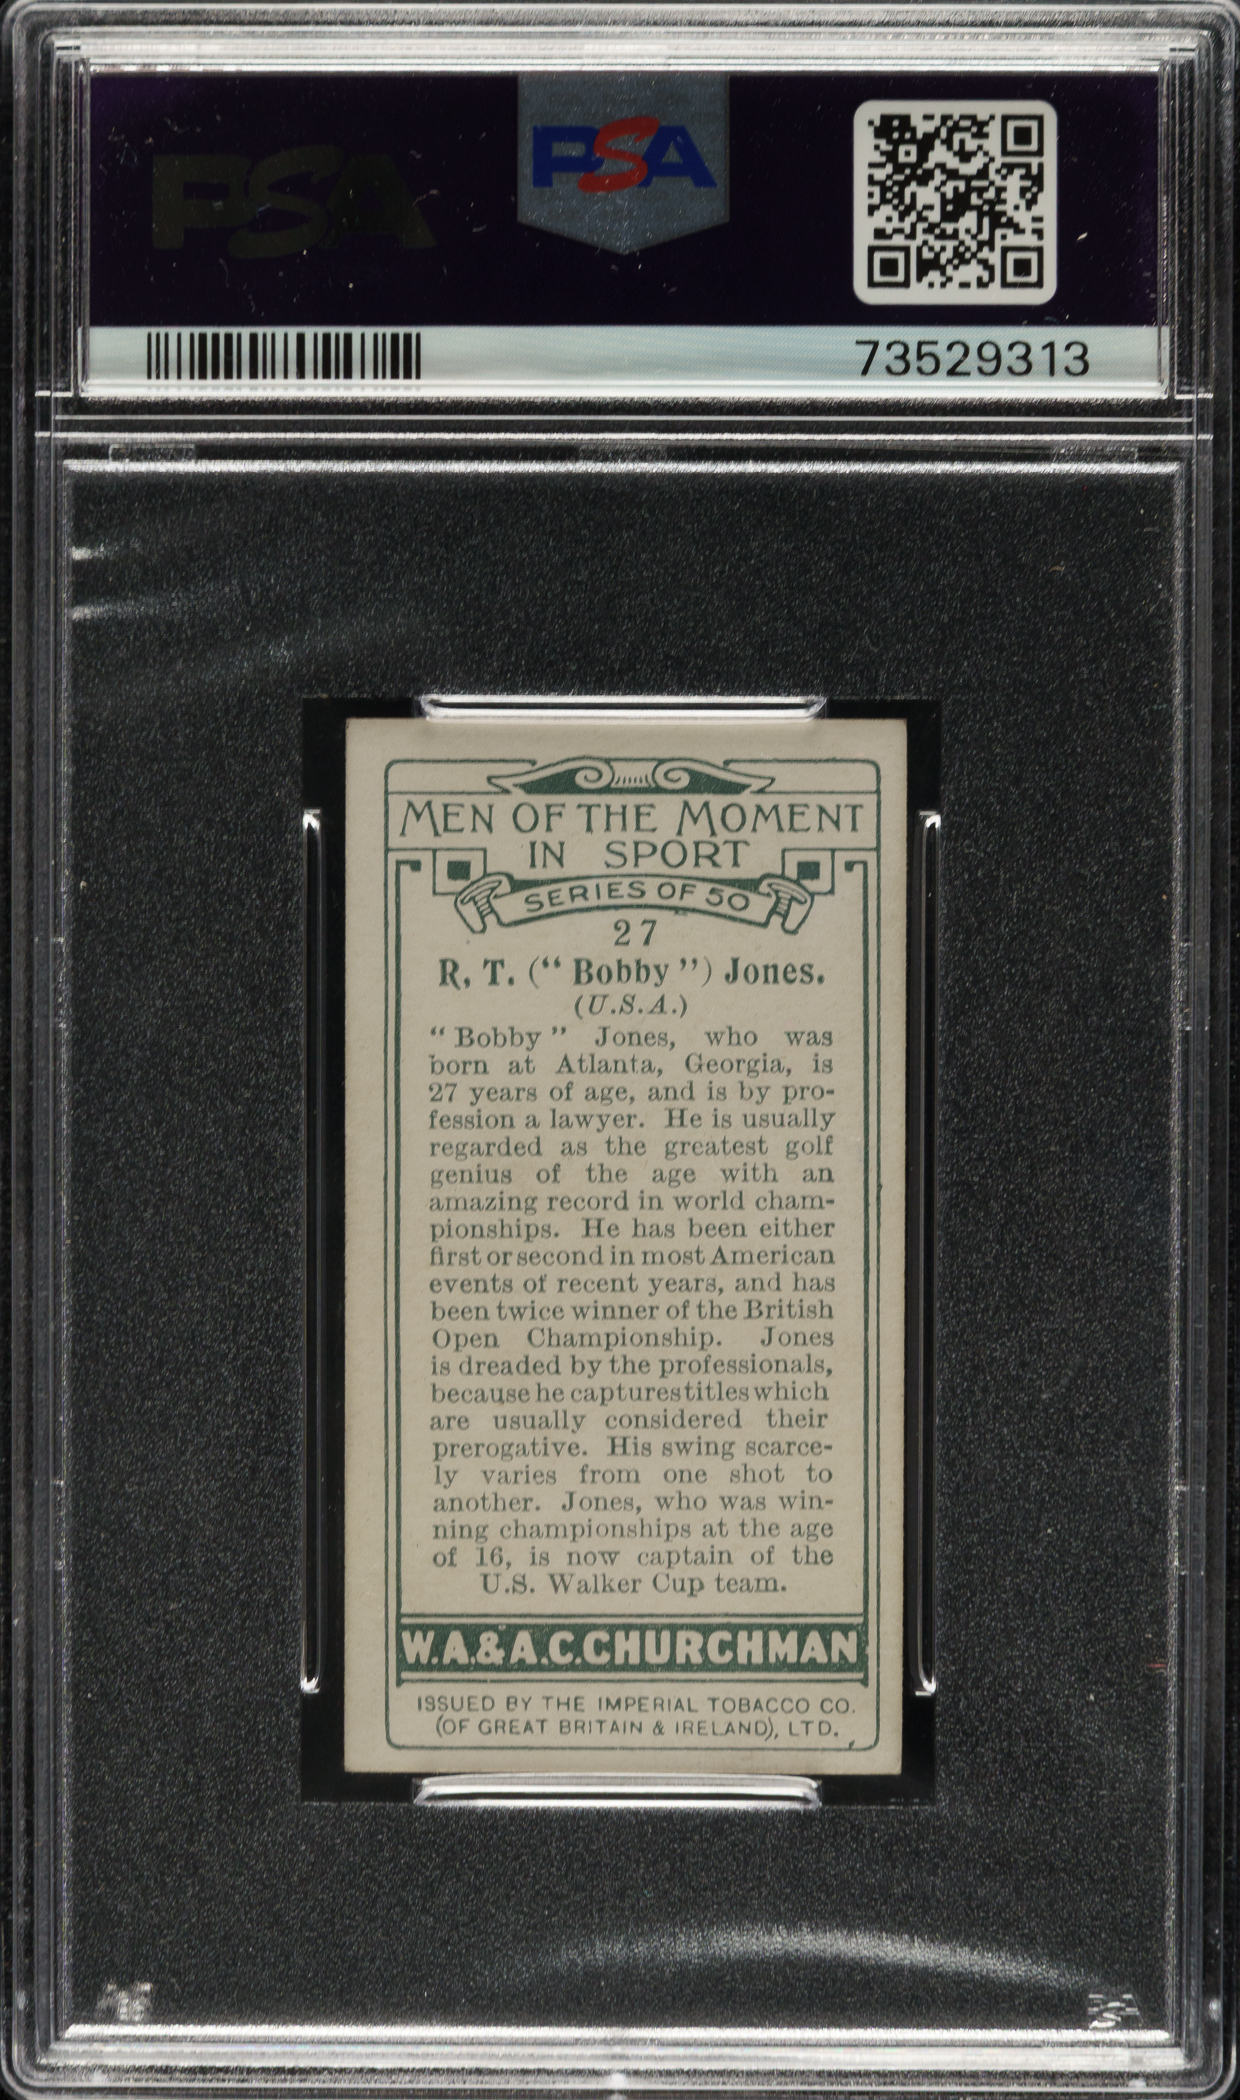 PSA
PSA
73529313
MEN OF THE MOMENT
IN SPORT
SERIES OF 50
27
R. T. (“ Bobby ”) Jones.
(U.S.A.)
“ Bobby ” Jones, who was
born at Atlanta, Georgia, is
27 years of age, and is by pro-
fession a lawyer. He is usually
regarded as the greatest golf
genius of the age with an
amazing record in world cham-
pionships. He has been either
first or second in most American
events of recent years, and has
been twice winner of the British
Open Championship. Jones
is dreaded by the professionals,
because he captures titles which
are usually considered their
prerogative. His swing scarce-
ly varies from one shot to
another. Jones, who was win-
ning championships at the age
of 16, is now captain of the
U.S. Walker Cup team.
W.A.& A.C.CHURCHMAN
ISSUED BY THE IMPERIAL TOBACCO CO.
(OF GREAT BRITAIN & IRELAND), LTD.